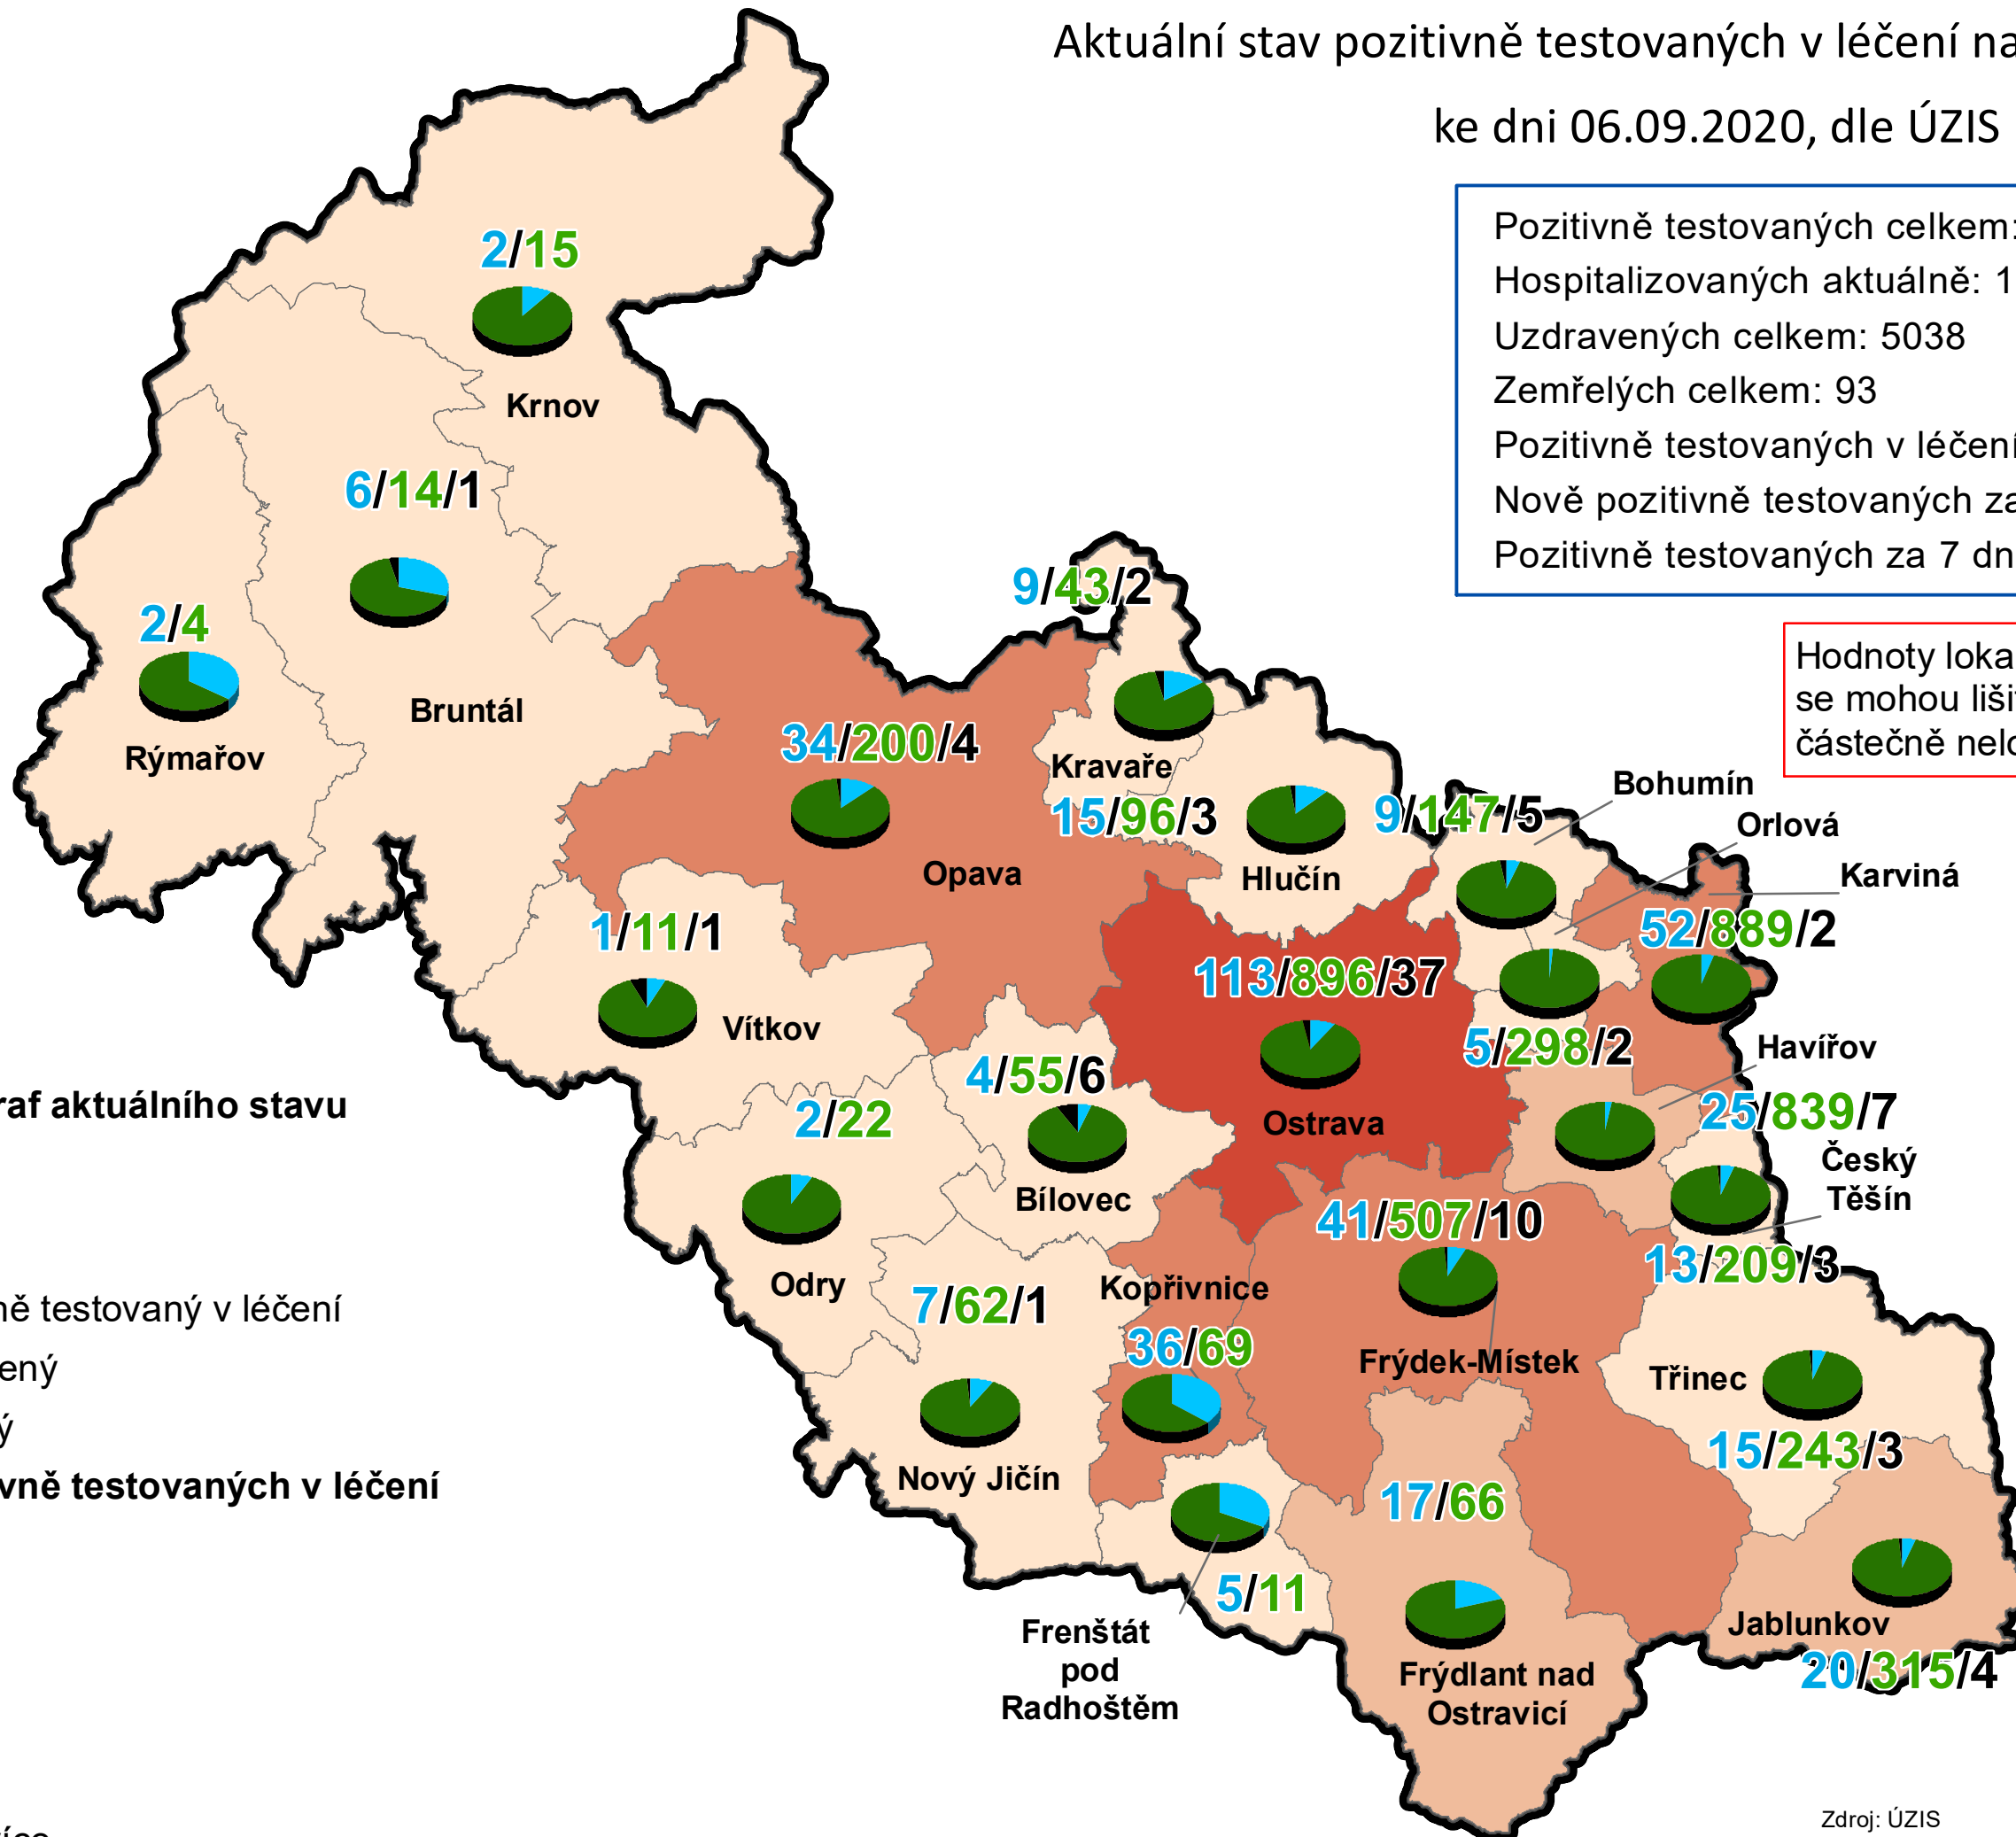 Aktuální stav pozitivně testovaných v léčení na
ke dni 06.09.2020, dle ÚZIS
Pozitivně testovaných celkem:
Hospitalizovaných aktuálně: 1
Uzdravených celkem: 5038
Zemřelých celkem: 93
Pozitivně testovaných v léčení
Nově pozitivně testovaných za
Pozitivně testovaných za 7 dn
Hodnoty loka
se mohou liši
částečně nelo
2/15
Krnov
6/14/1
Bruntál
2/4
Rýmařov
9/43/2
Kravaře
34/200/4
Opava
15/96/3
Hlučín
9/147/5
Bohumín
Orlová
Karviná
52/889/2
1/11/1
Vítkov
113/896/37
Ostrava
5/298/2
Havířov
25/839/7
Český
Těšín
13/209/3
4/55/6
Bílovec
2/22
Odry
7/62/1
Nový Jičín
Kopřivnice
36/69
41/507/10
Frýdek-Místek
Třinec
15/243/3
17/66
Frýdlant nad
Ostravicí
5/11
Frenštát
pod
Radhoštěm
Jablunkov
20/315/4
raf aktuálního stavu
ně testovaný v léčení
ený
ý
vně testovaných v léčení
Zdroj: ÚZIS